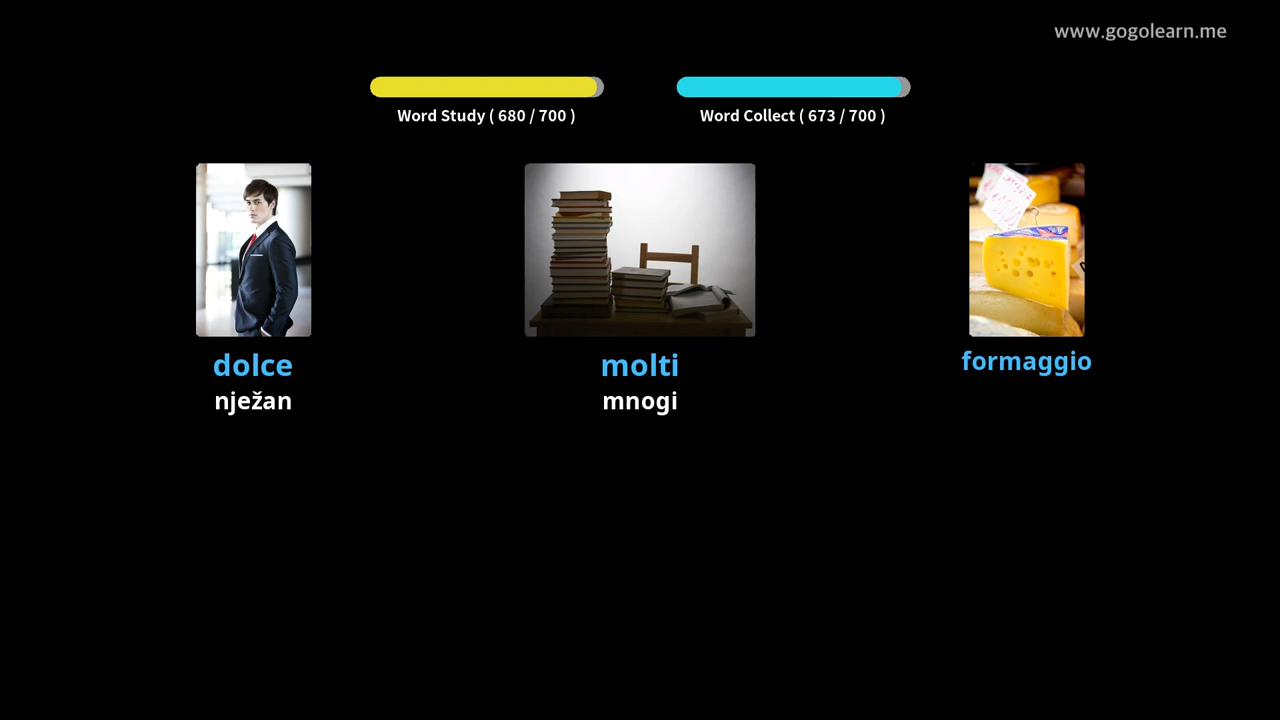 www.gogolearn.me
Word Study ( 680 / 700 )
Word Collect ( 673 / 700 )
dolce
nježan
molti
mnogi
formaggio